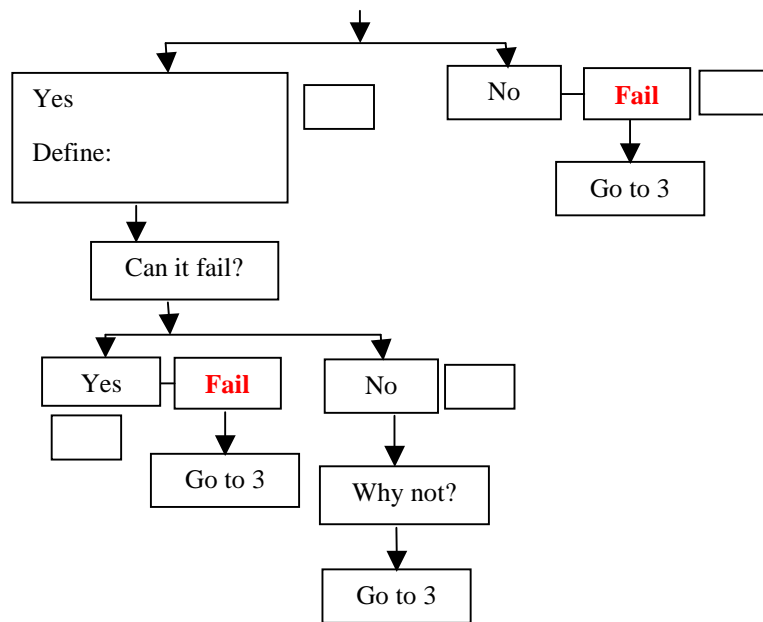 Yes
Define:
No
Fail
Go to 3
Can it fail?
Yes
Fail
No
Go to 3
Why not?
Go to 3